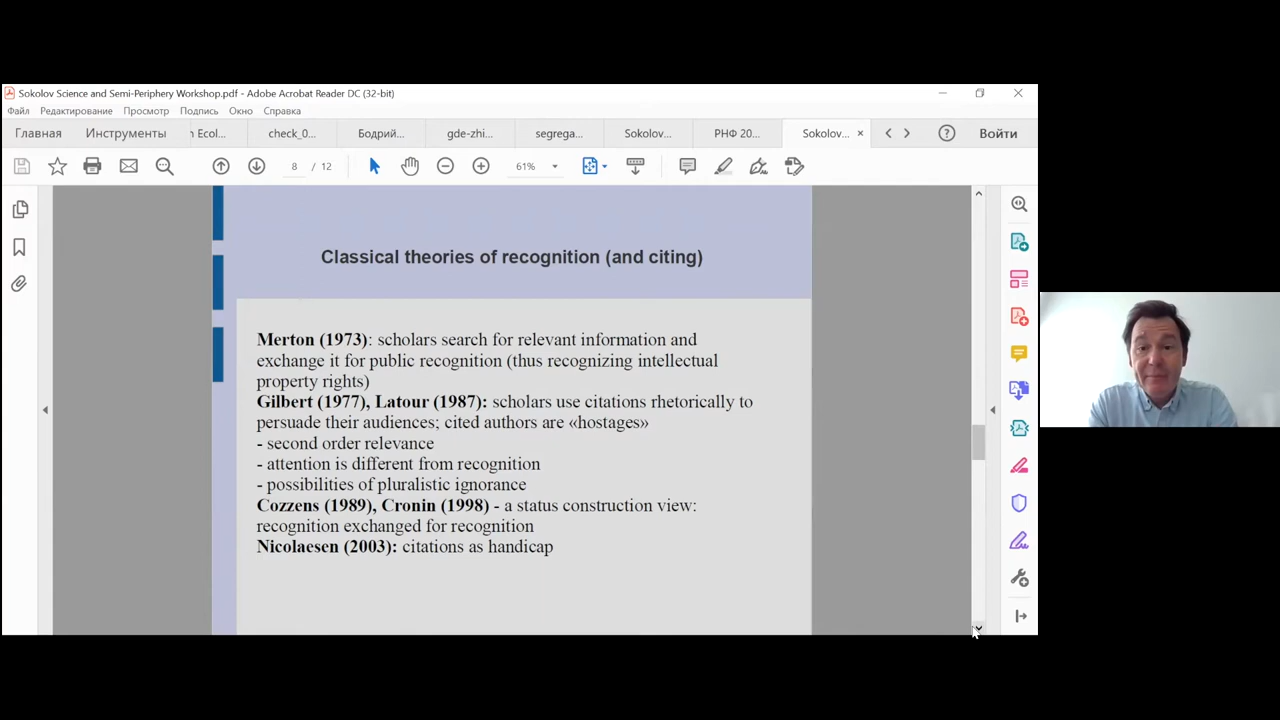 Sokolov Science and Semi-Periphery Workshop.pdf - Adobe Acrobat Reader DC (32-bit)
Файл Редактирование Просмотр Подпись Окно Справка
Главная Инструменты ı Ecol... check_0... Бодрий... gde-zhi... segrega... Sokolov... РНФ 20... Sokolov... × Войти
8 / 12 61%
Classical theories of recognition (and citing)
Merton (1973): scholars search for relevant information and
exchange it for public recognition (thus recognizing intellectual
property rights)
Gilbert (1977), Latour (1987): scholars use citations rhetorically to
persuade their audiences; cited authors are «hostages»
- second order relevance
- attention is different from recognition
- possibilities of pluralistic ignorance
Cozzens (1989), Cronin (1998) - a status construction view:
recognition exchanged for recognition
Nicolaesen (2003): citations as handicap